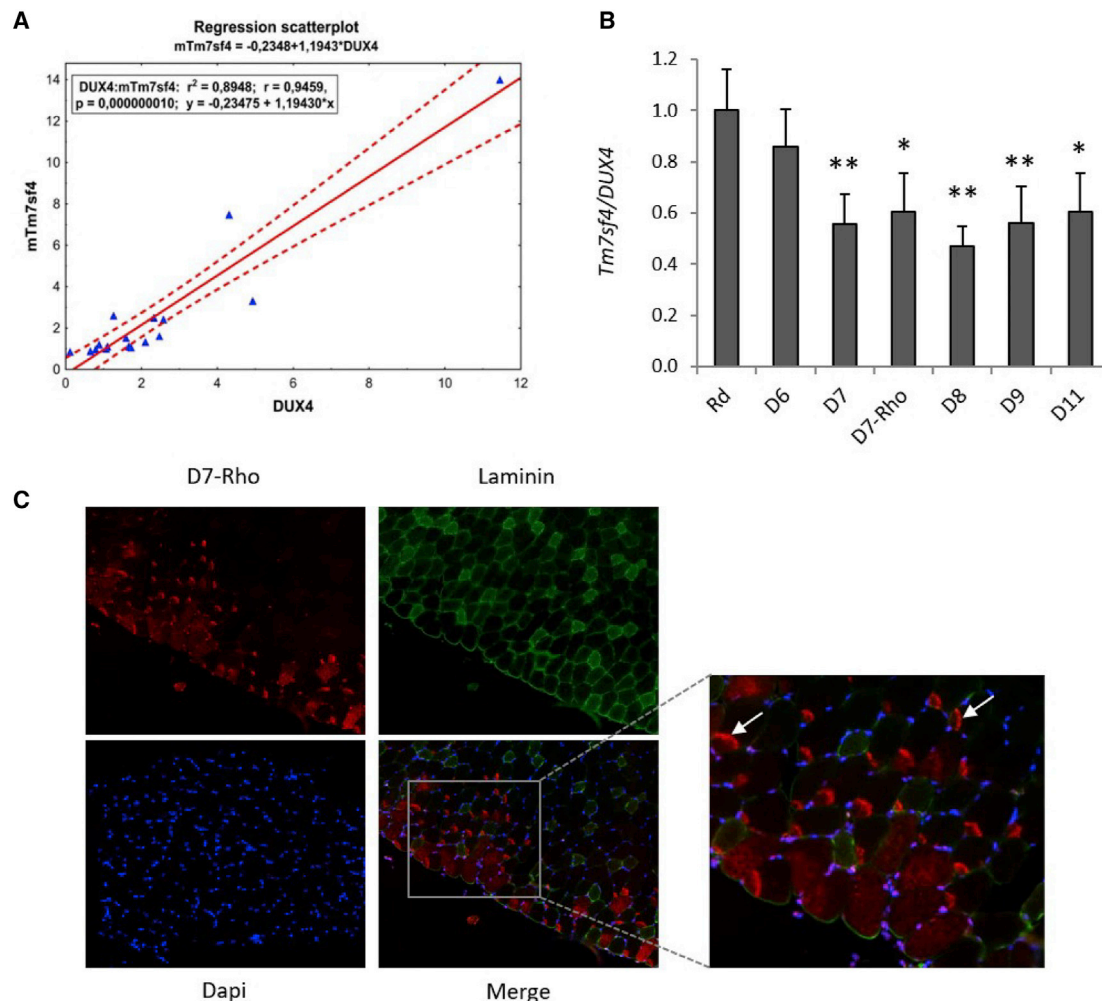 A
Regression scatterplot
mTm7sf4 = -0,2348+1,1943*DUX4
DUX4:mTm7sf4: r² = 0,8948; r = 0,9459,
p = 0,000000010; y = -0,23475 + 1,19430*x
mTm7sf4
14
12
10
8
6
4
2
0
0 2 4 6 8 10 12
DUX4
B
Tm7sf4/DUX4
1.2
1.0
0.8
0.6
0.4
0.2
0.0
** * ** ** *
Rd D6 D7 D7-Rho D8 D9 D11
C
D7-Rho Laminin
Dapi Merge